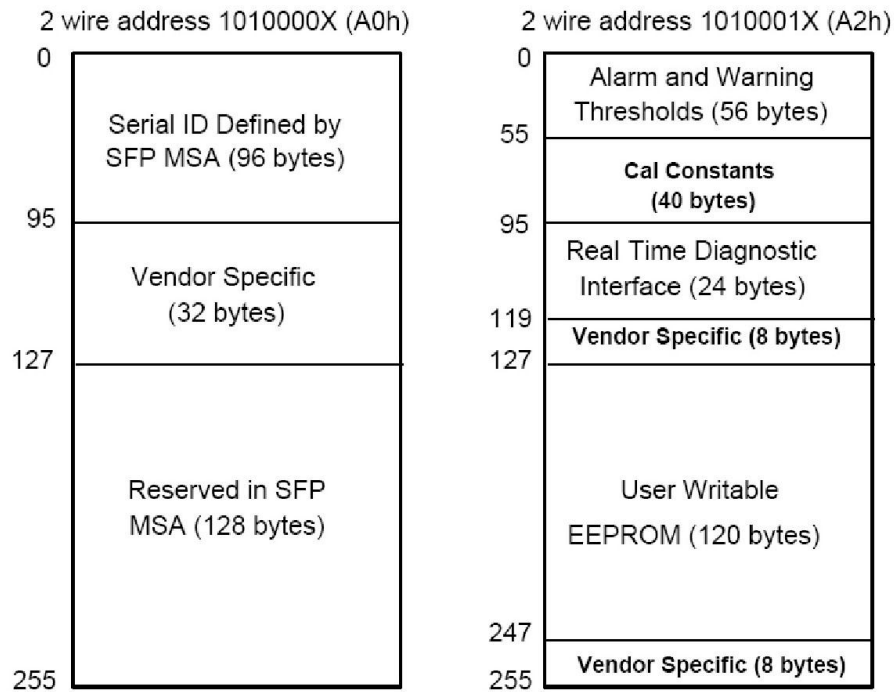 2 wire address 1010000X (A0h)
0
Serial ID Defined by
SFP MSA (96 bytes)
95
Vendor Specific
(32 bytes)
127
Reserved in SFP
MSA (128 bytes)
255
2 wire address 1010001X (A2h)
0
Alarm and Warning
Thresholds (56 bytes)
55
Cal Constants
(40 bytes)
95
Real Time Diagnostic
Interface (24 bytes)
119
Vendor Specific (8 bytes)
127
User Writable
EEPROM (120 bytes)
247
Vendor Specific (8 bytes)
255